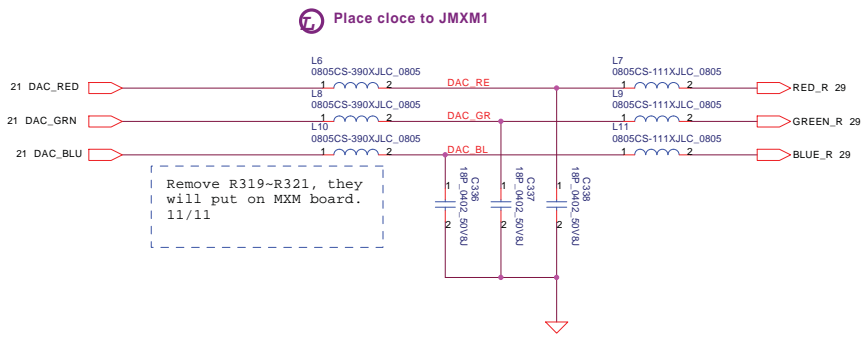 Place cloce to JMXM1
L6
0805CS-390XJLC_0805
L7
0805CS-111XJLC_0805
21 DAC_RED
1
2
DAC_RE
1
2
RED_R 29
L8
0805CS-390XJLC_0805
L9
0805CS-111XJLC_0805
21 DAC_GRN
1
2
DAC_GR
1
2
GREEN_R 29
L10
0805CS-390XJLC_0805
L11
0805CS-111XJLC_0805
21 DAC_BLU
1
2
DAC_BL
1
2
BLUE_R 29
Remove R319~R321, they
will put on MXM board.
11/11
1
2
C336
18P_0402_50V8J
1
2
C337
18P_0402_50V8J
1
2
C338
18P_0402_50V8J